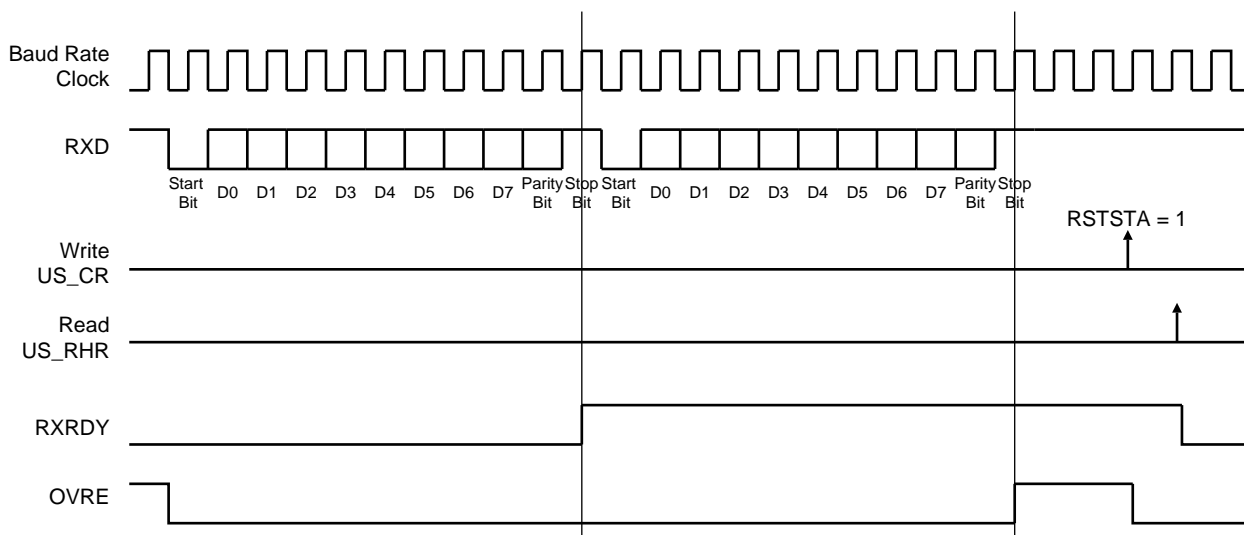 Baud Rate
Clock
RXD
Start
Bit
D0
D1
D2
D3
D4
D5
D6
D7
Parity
Bit
Stop
Bit
Start
Bit
D0
D1
D2
D3
D4
D5
D6
D7
Parity
Bit
Stop
Bit
RSTSTA = 1
Write
US_CR
Read
US_RHR
RXRDY
OVRE